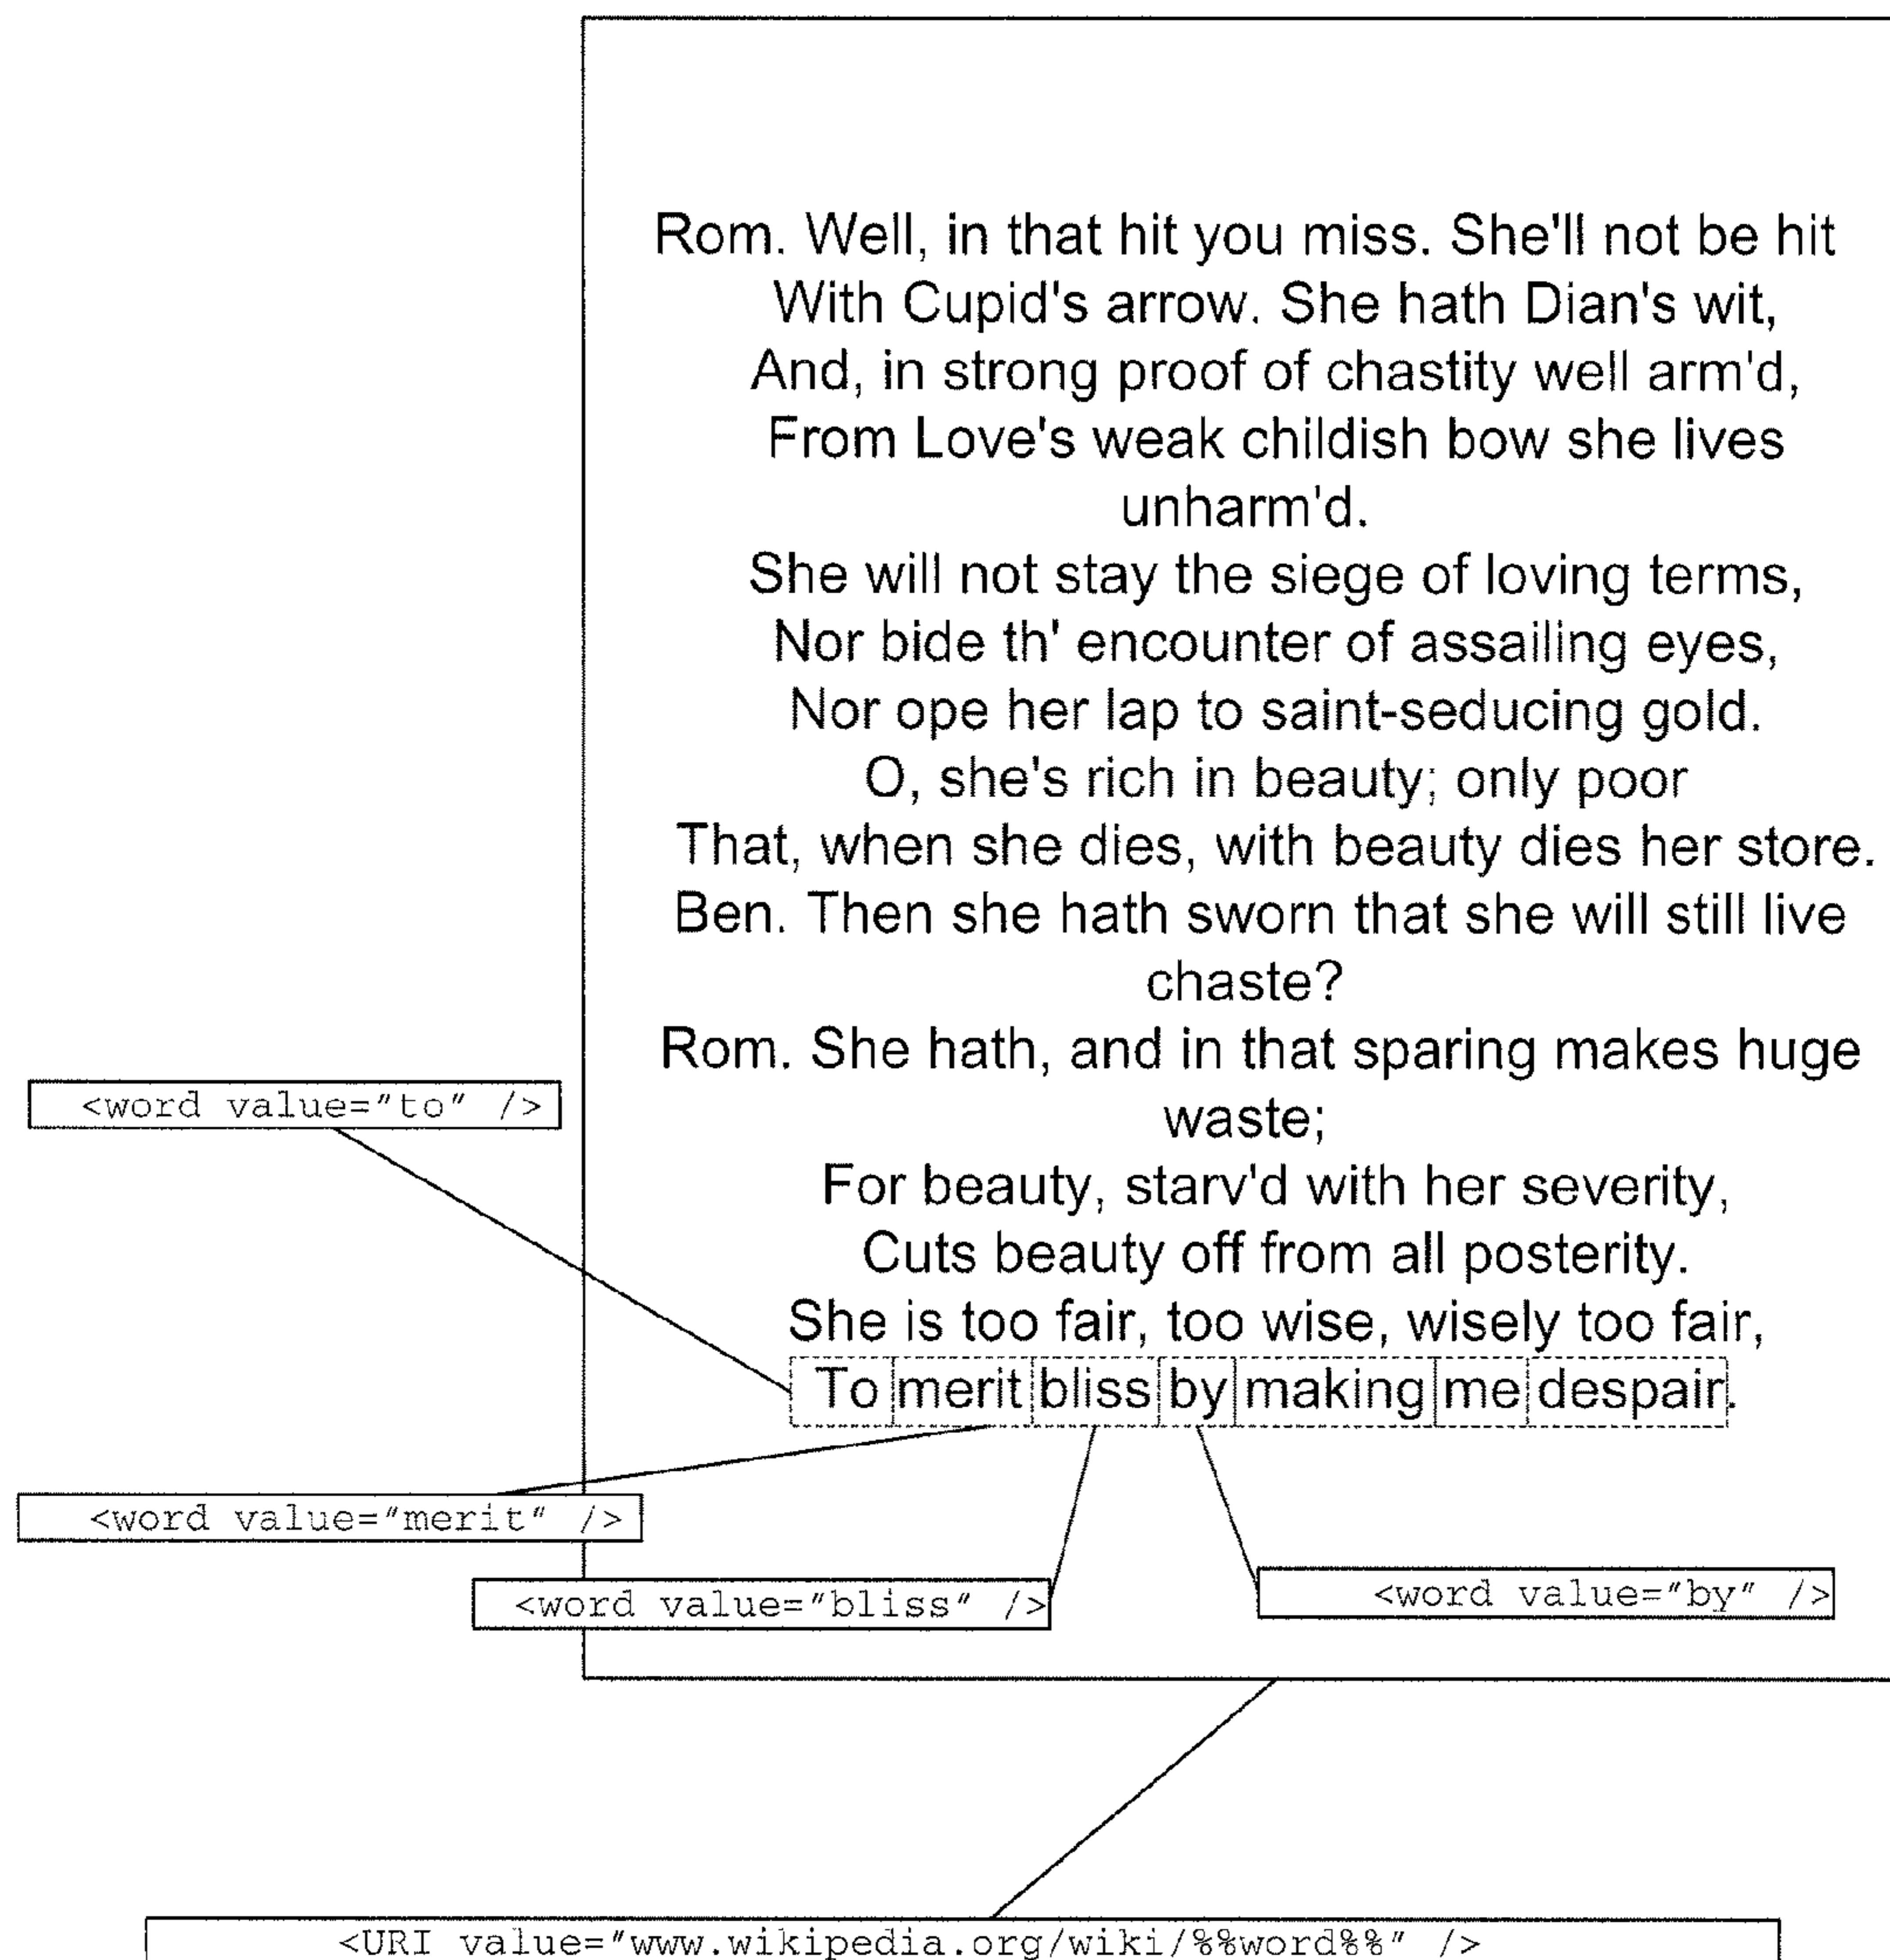 Rom. Well, in that hit you miss. She'll not be hit
With Cupid's arrow. She hath Dian's wit,
And, in strong proof of chastity well arm'd,
From Love's weak childish bow she lives
unharm'd.
She will not stay the siege of loving terms,
Nor bide th' encounter of assailing eyes,
Nor ope her lap to saint-seducing gold.
O, she's rich in beauty; only poor
That, when she dies, with beauty dies her store.
Ben. Then she hath sworn that she will still live
chaste?
Rom. She hath, and in that sparing makes huge
waste;
<word value="to" />
For beauty, starv'd with her severity,
Cuts beauty off from all posterity.
She is too fair, too wise, wisely too fair,
To merit bliss by making me despair.
<word value="merit" />
<word value="bliss" />
<word value="by" />
<URI value="www.wikipedia.org/wiki/%%word%%" />